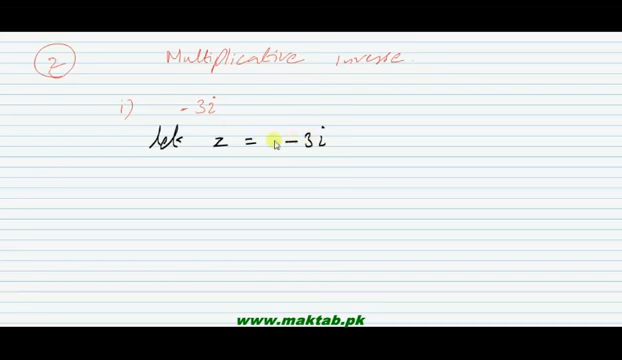 2 Multiplicative inverse.
i) -3i
let z = -3i
www.maktab.pk